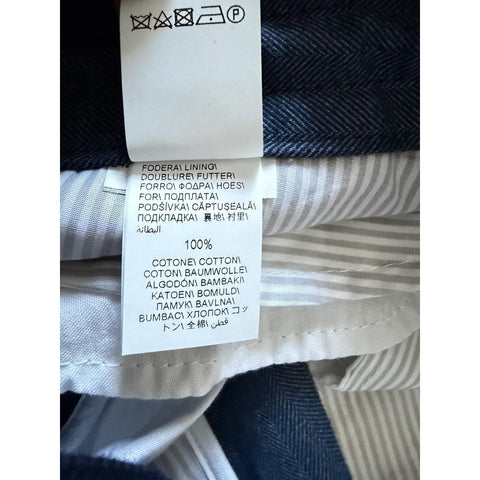 P
FODERA\ LINING\
DOUBLURE\ FUTTER\
FORRO\ ΦΟΔΡΑ\ HOES\
FOR\ ПОДПЛАТА\
PODŠÍVKA\ CĂPTUŞEALĂ\
ПОДКЛАДКА\ 裏地\ 衬里\
البطانة
100%
COTONE\ COTTON\
COTON\ BAUMWOLLE\
ALGODÓN\ BAMBAKI\
KATOEN\ BOMULD\
ПАМУК\ BAVLNA\
BUMBAC\ ХЛОПОК\ コッ
トン\ 全棉\ قطن